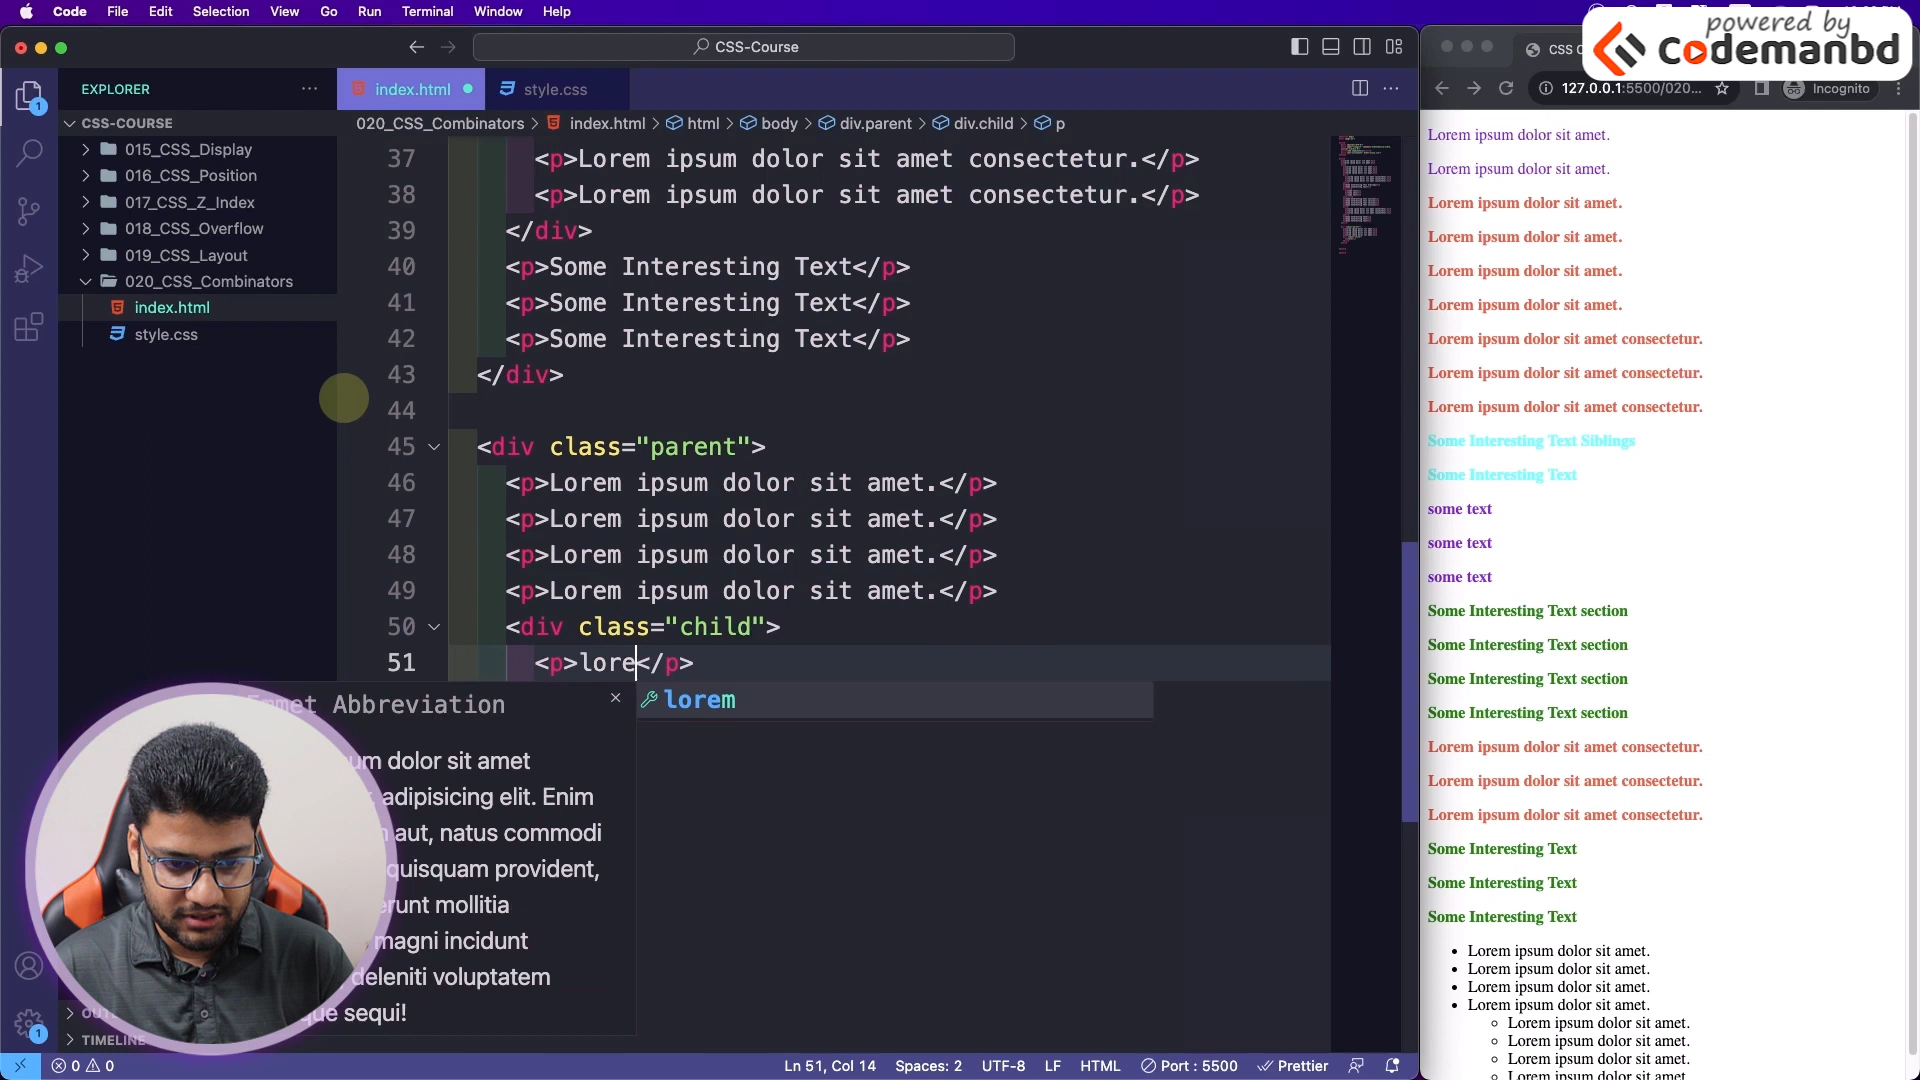 Code File Edit Selection View Go Run Terminal Window Help
powered by
Codemanbd
CSS-Course
CSS C
127.0.0.1:5500/020...
Incognito
EXPLORER
CSS-COURSE
015_CSS_Display
016_CSS_Position
017_CSS_Z_Index
018_CSS_Overflow
019_CSS_Layout
020_CSS_Combinators
index.html
style.css
1
index.html
style.css
020_CSS_Combinators > index.html > html > body > div.parent > div.child > p
37 <p>Lorem ipsum dolor sit amet consectetur.</p>
38 <p>Lorem ipsum dolor sit amet consectetur.</p>
39 </div>
40 <p>Some Interesting Text</p>
41 <p>Some Interesting Text</p>
42 <p>Some Interesting Text</p>
43 </div>
44
45 <div class="parent">
46 <p>Lorem ipsum dolor sit amet.</p>
47 <p>Lorem ipsum dolor sit amet.</p>
48 <p>Lorem ipsum dolor sit amet.</p>
49 <p>Lorem ipsum dolor sit amet.</p>
50 <div class="child">
51 <p>lore</p>
lorem
Abbreviation
dolor sit amet
adipisicing elit. Enim
aut, natus commodi
quisquam provident,
mollitia
magni incidunt
deleniti voluptatem
sequi!
TIMELINE
1
Lorem ipsum dolor sit amet.
Lorem ipsum dolor sit amet.
Lorem ipsum dolor sit amet.
Lorem ipsum dolor sit amet.
Lorem ipsum dolor sit amet.
Lorem ipsum dolor sit amet.
Lorem ipsum dolor sit amet consectetur.
Lorem ipsum dolor sit amet consectetur.
Lorem ipsum dolor sit amet consectetur.
Some Interesting Text Siblings
Some Interesting Text
some text
some text
some text
Some Interesting Text section
Some Interesting Text section
Some Interesting Text section
Some Interesting Text section
Lorem ipsum dolor sit amet consectetur.
Lorem ipsum dolor sit amet consectetur.
Lorem ipsum dolor sit amet consectetur.
Some Interesting Text
Some Interesting Text
Some Interesting Text
Lorem ipsum dolor sit amet.
Lorem ipsum dolor sit amet.
Lorem ipsum dolor sit amet.
Lorem ipsum dolor sit amet.
Lorem ipsum dolor sit amet.
Lorem ipsum dolor sit amet.
Lorem ipsum dolor sit amet.
0 0 Ln 51, Col 14 Spaces: 2 UTF-8 LF HTML Port : 5500 Prettier